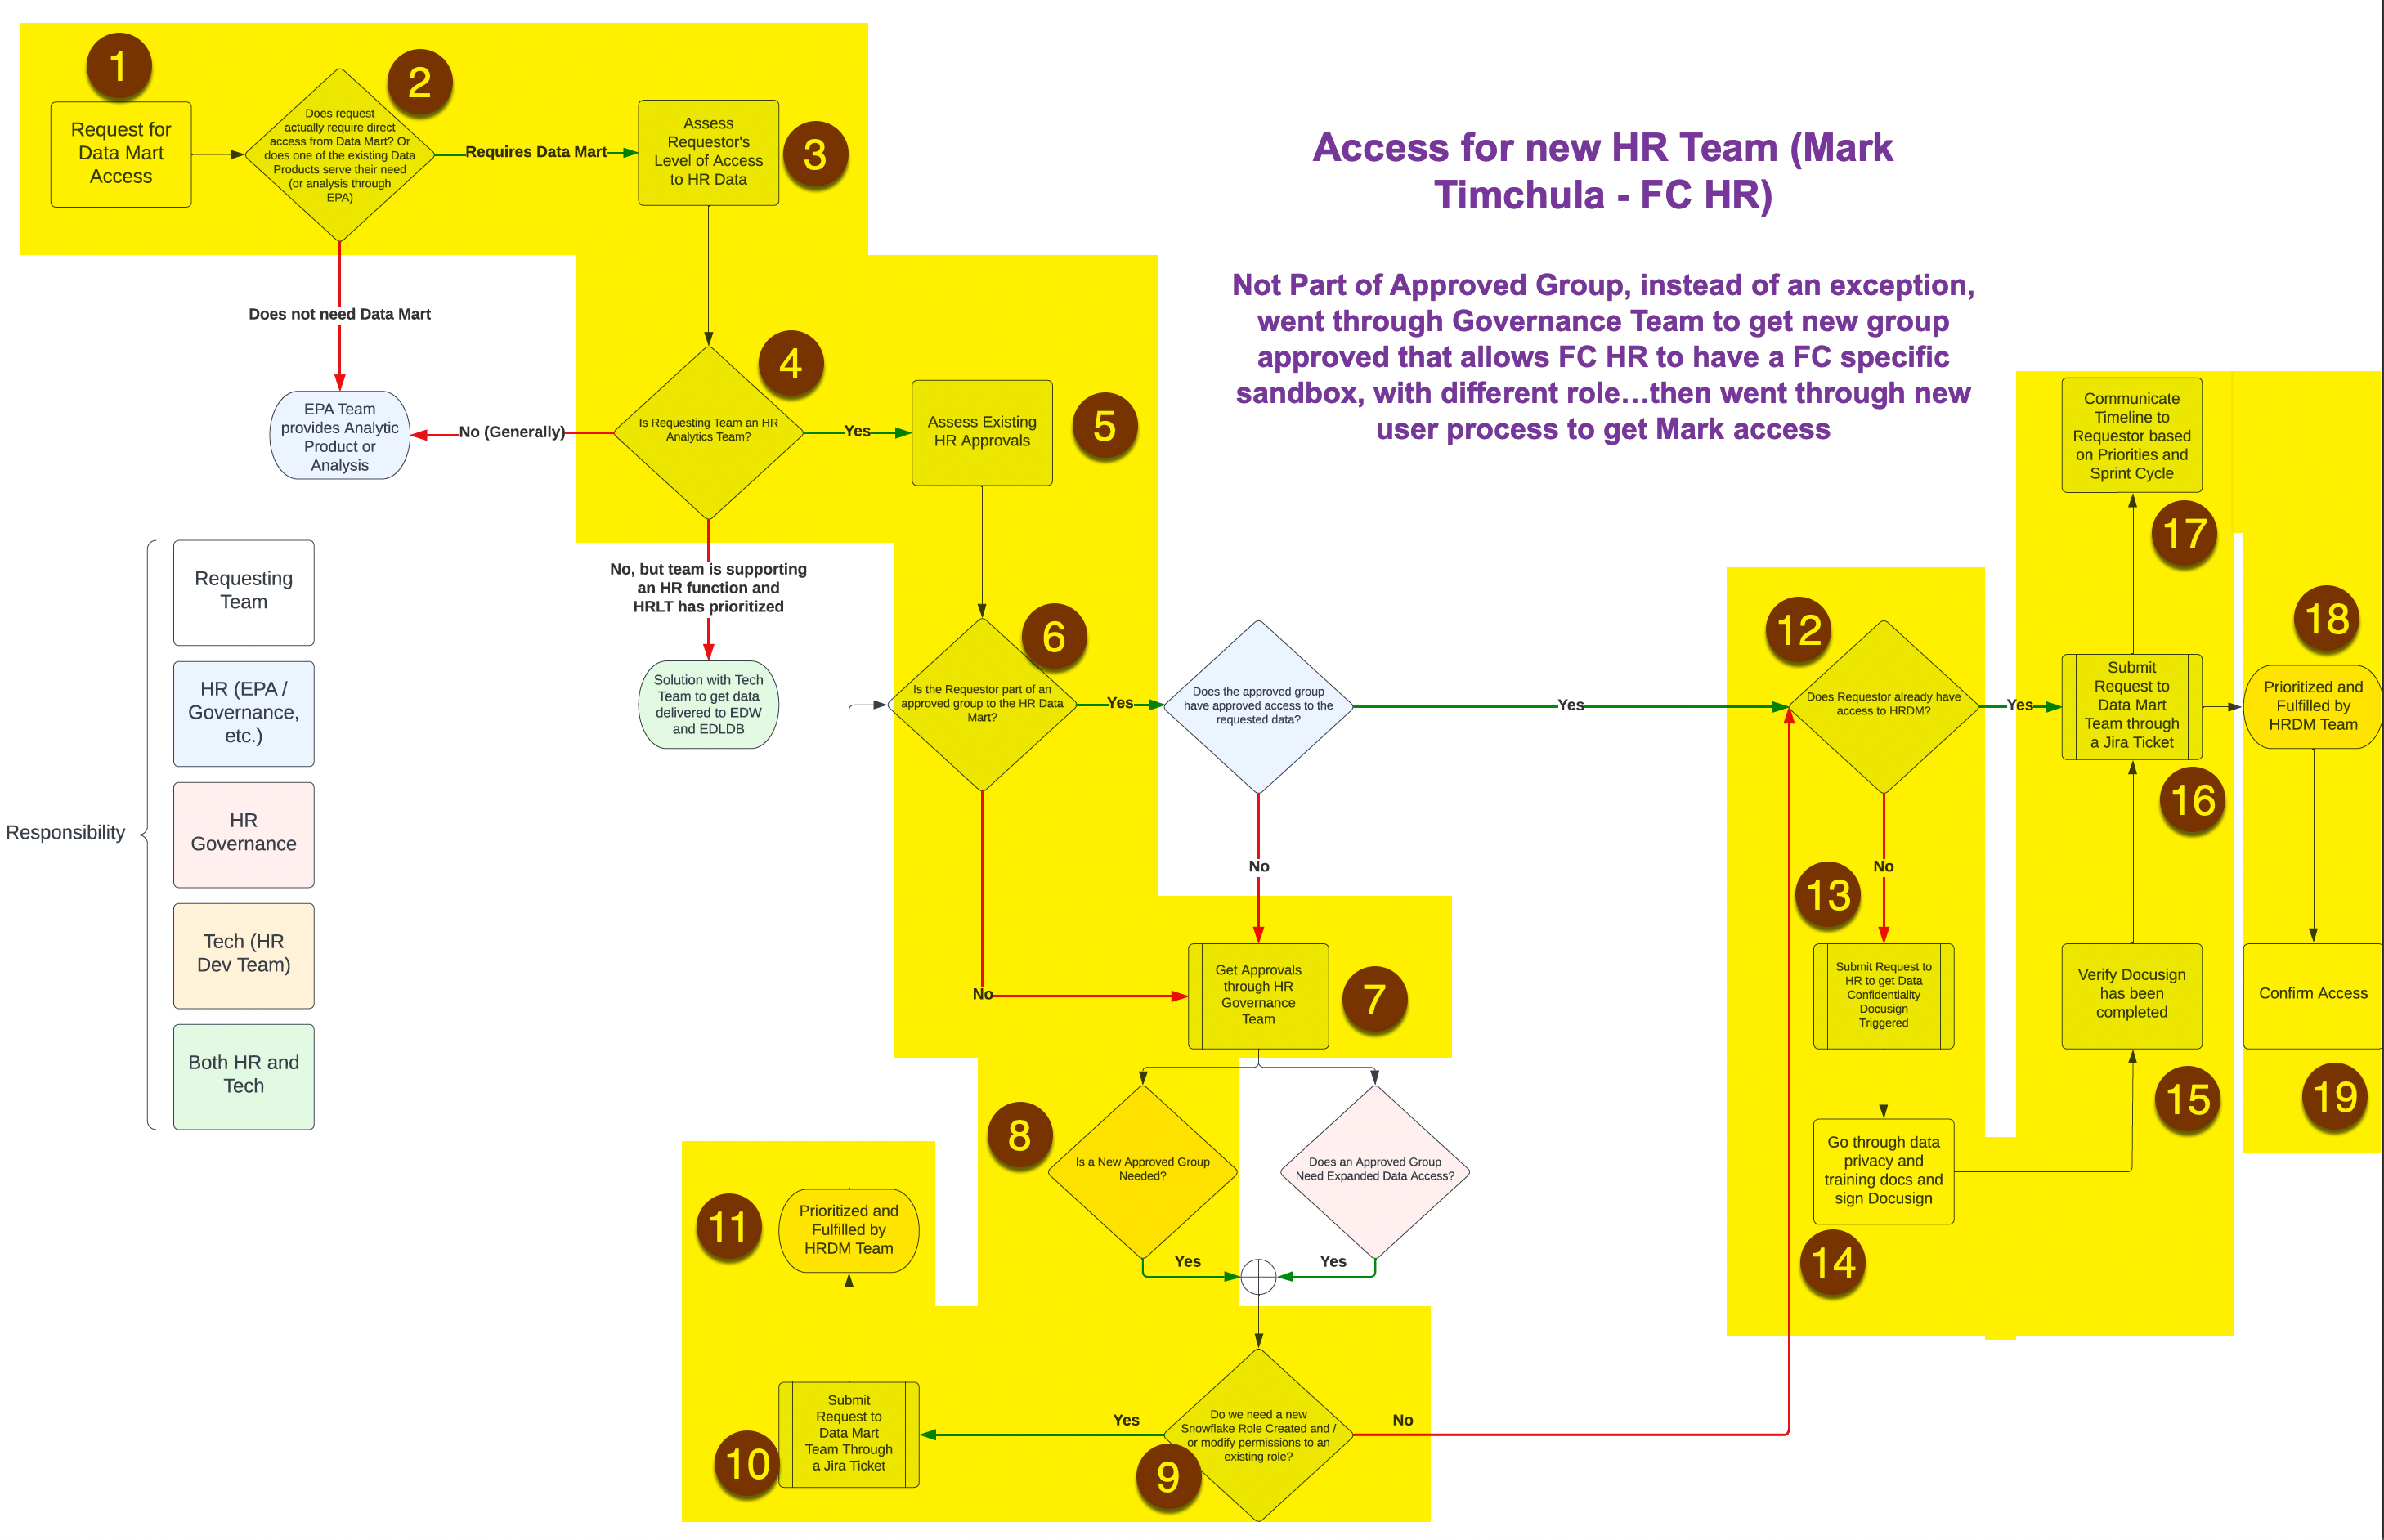 Access for new HR Team (Mark
Timchula - FC HR)
Not Part of Approved Group, instead of an exception,
went through Governance Team to get new group
approved that allows FC HR to have a FC specific
sandbox, with different role…then went through new
user process to get Mark access
1
Request for
Data Mart
Access
2
Does request
actually require direct
access from Data Mart? Or
does one of the existing Data
Products serve their need
(or analysis through
EPA)
Requires Data Mart
Does not need Data Mart
3
Assess
Requestor's
Level of Access
to HR Data
EPA Team
provides Analytic
Product or
Analysis
No (Generally)
4
Is Requesting Team an HR
Analytics Team?
Yes
5
Assess Existing
HR Approvals
No, but team is supporting
an HR function and
HRLT has prioritized
Solution with Tech
Team to get data
delivered to EDW
and EDLDB
Responsibility
Requesting
Team
HR (EPA /
Governance,
etc.)
HR
Governance
Tech (HR
Dev Team)
Both HR and
Tech
6
Is the Requestor part of an
approved group to the HR Data
Mart?
Yes
No
Does the approved group
have approved access to the
requested data?
Yes
No
7
Get Approvals
through HR
Governance
Team
8
Is a New Approved Group
Needed?
Yes
Does an Approved Group
Need Expanded Data Access?
Yes
9
Do we need a new
Snowflake Role Created and /
or modify permissions to an
existing role?
Yes
No
10
Submit
Request to
Data Mart
Team Through
a Jira Ticket
11
Prioritized and
Fulfilled by
HRDM Team
12
Does Requestor already have
access to HRDM?
Yes
No
13
Submit Request to
HR to get Data
Confidentiality
Docusign
Triggered
14
Go through data
privacy and
training docs and
sign Docusign
15
Verify Docusign
has been
completed
16
Submit
Request to
Data Mart
Team through
a Jira Ticket
17
Communicate
Timeline to
Requestor based
on Priorities and
Sprint Cycle
18
Prioritized and
Fulfilled by
HRDM Team
19
Confirm Access